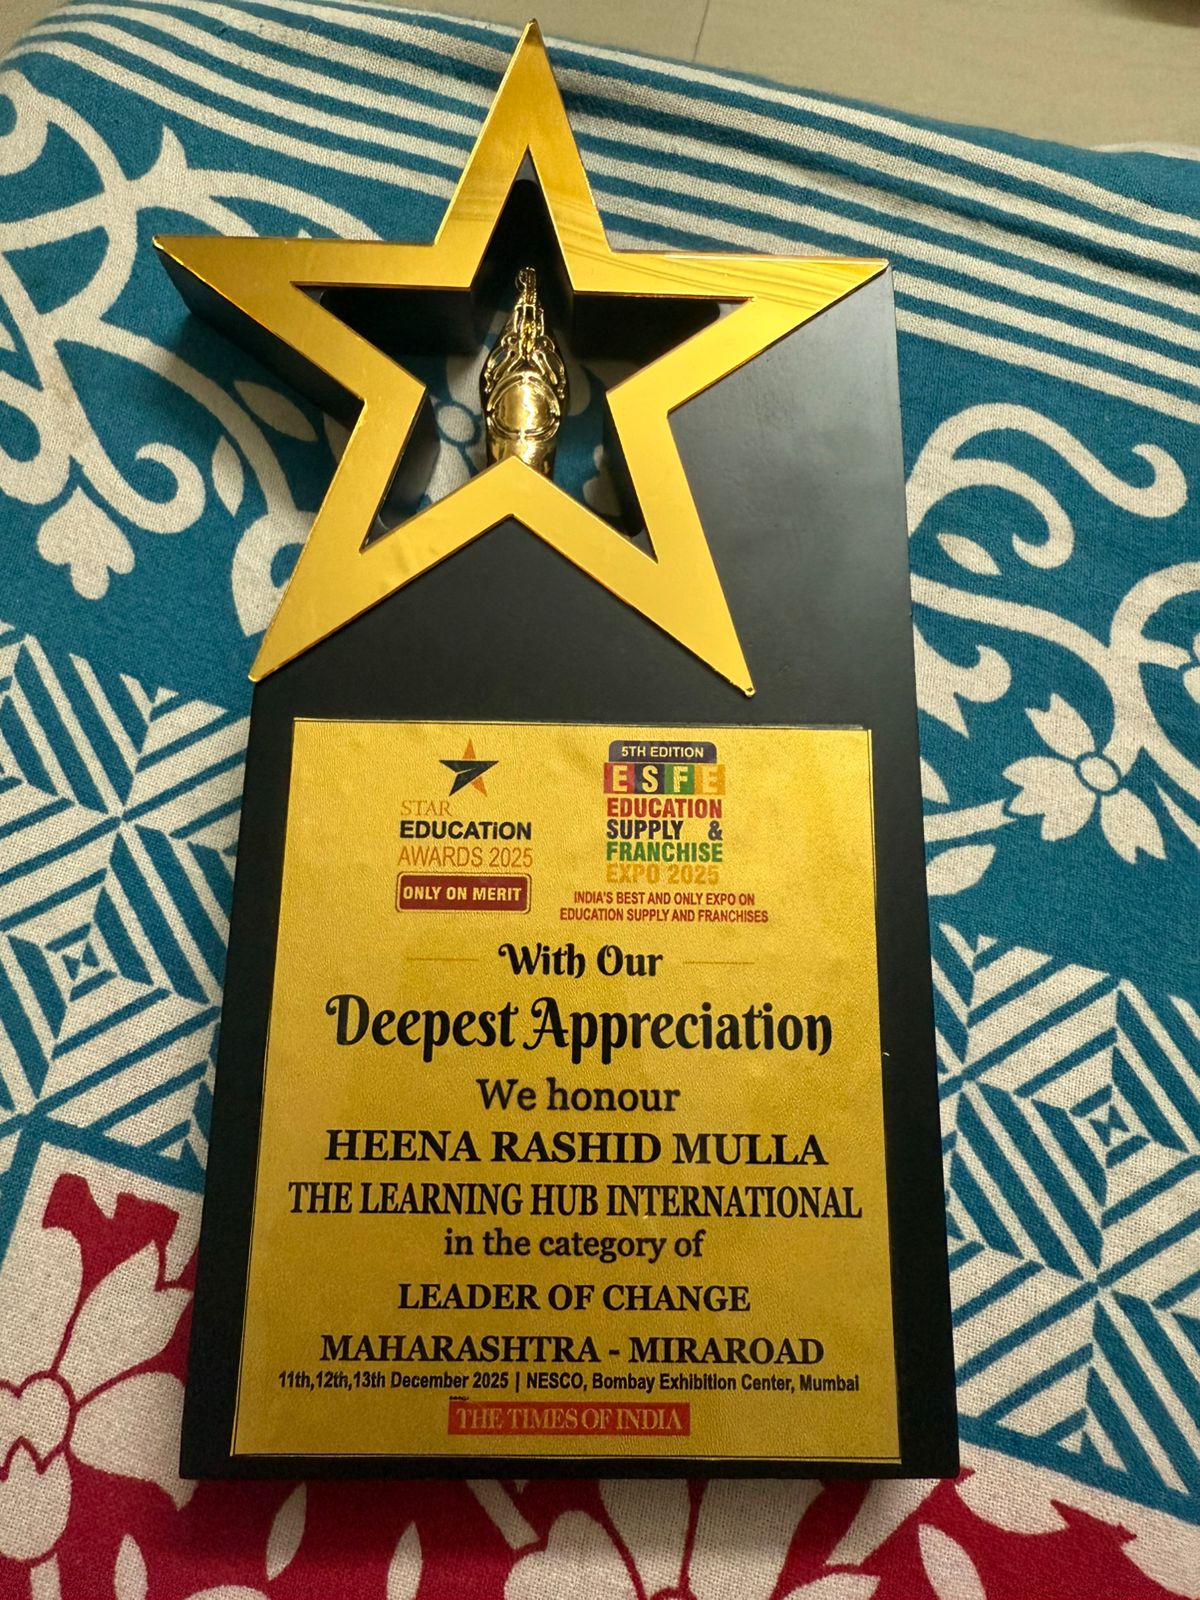 STAR
EDUCATiON
AWARDS 2025
ONLY ON MERIT
5TH EDITION
ESFE
EDUCATION
SUPPLY &
FRANCHISE
EXPO 2025
INDIA'S BEST AND ONLY EXPO ON
EDUCATION SUPPLY AND FRANCHISES
With Our
Deepest Appreciation
We honour
HEENA RASHID MULLA
THE LEARNING HUB INTERNATIONAL
in the category of
LEADER OF CHANGE
MAHARASHTRA - MIRAROAD
11th,12th,13th December 2025 | NESCO, Bombay Exhibition Center, Mumbai
THE TIMES OF INDIA